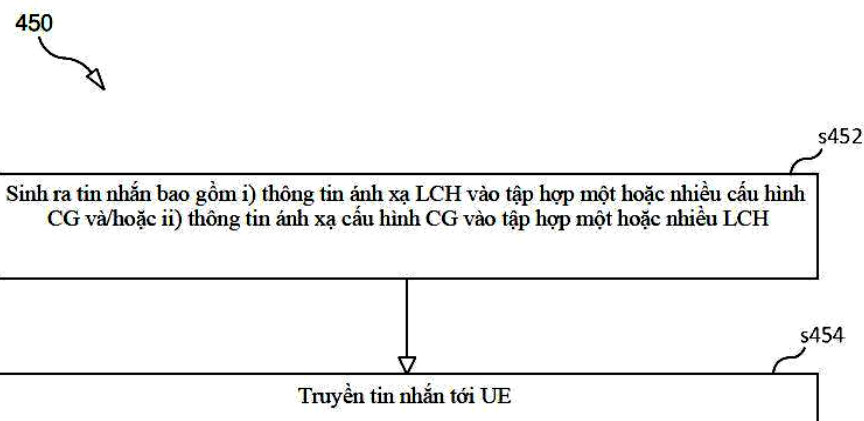 450
s452
Sinh ra tin nhắn bao gồm i) thông tin ánh xạ LCH vào tập hợp một hoặc nhiều cấu hình
CG và/hoặc ii) thông tin ánh xạ cấu hình CG vào tập hợp một hoặc nhiều LCH
s454
Truyền tin nhắn tới UE